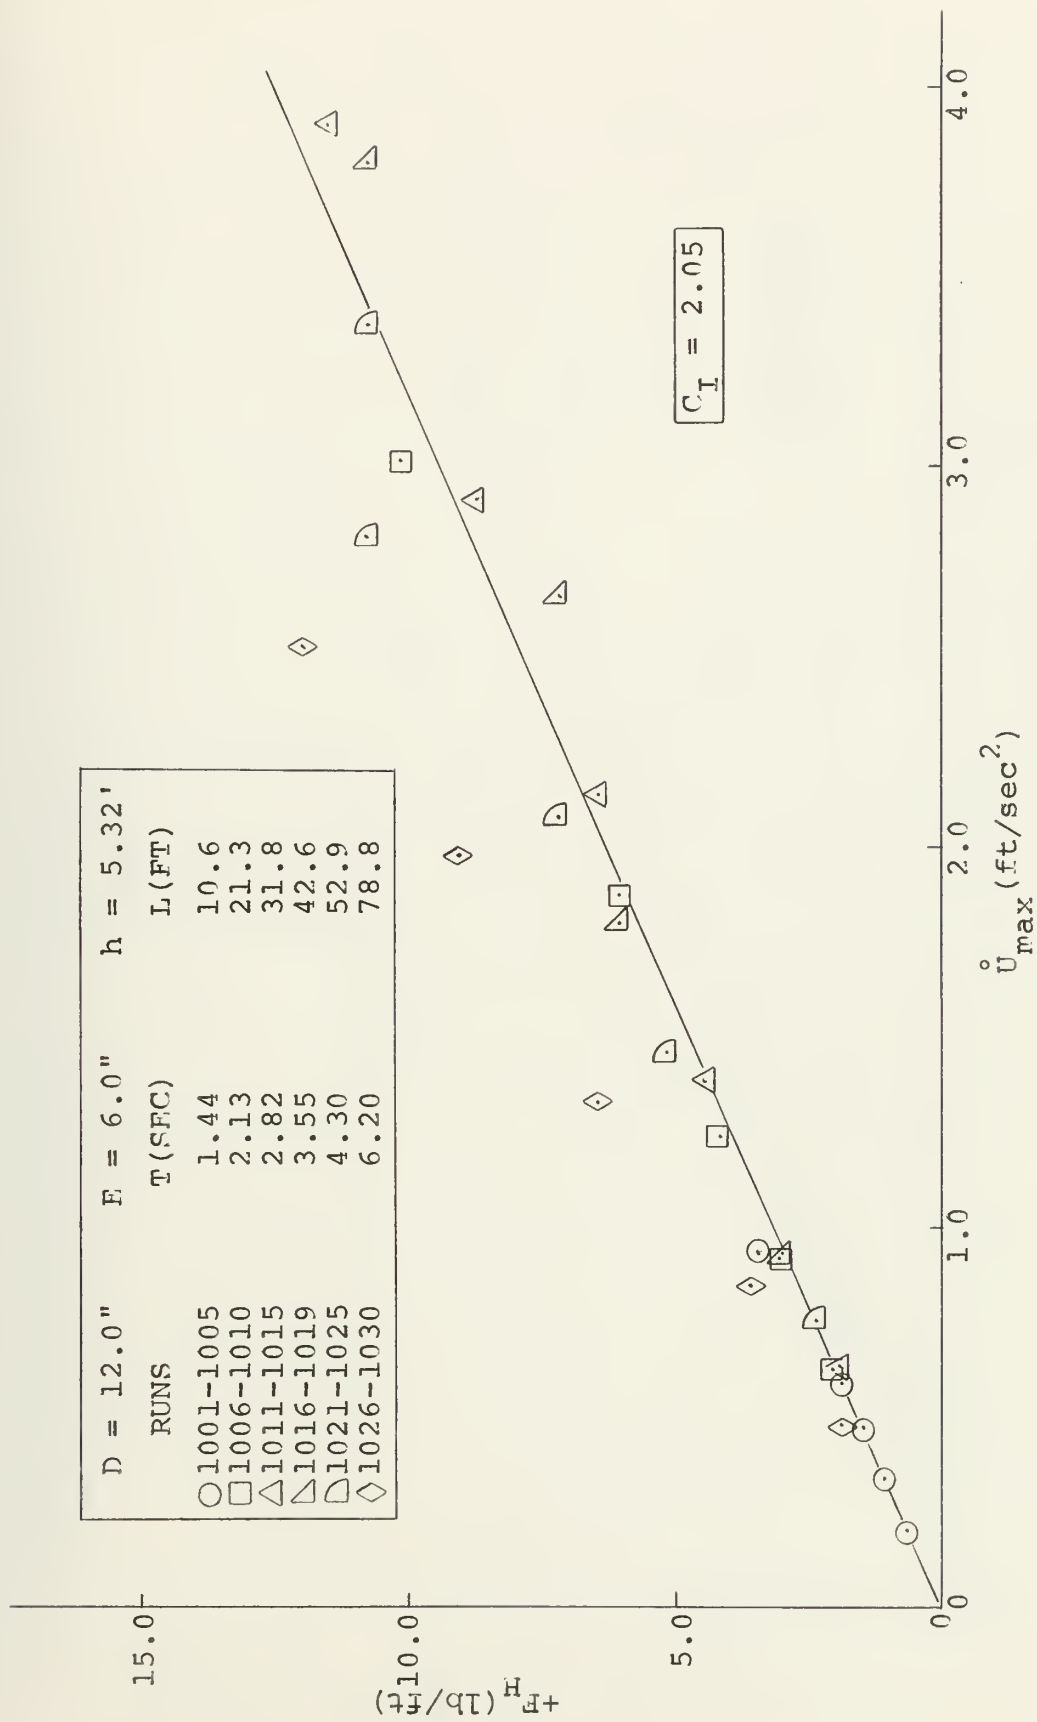 D = 12.0" E = 6.0" h = 5.32'
RUNS T(SEC) L(FT)
1001-1005 1.44 10.6
1006-1010 2.13 21.3
1011-1015 2.82 31.8
1016-1019 3.55 42.6
1021-1025 4.30 52.9
1026-1030 6.20 78.8
15.0
10.0
5.0
0
+F_H (lb/ft)
C_I = 2.05
0 1.0 2.0 3.0 4.0
Ů_max (ft/sec²)